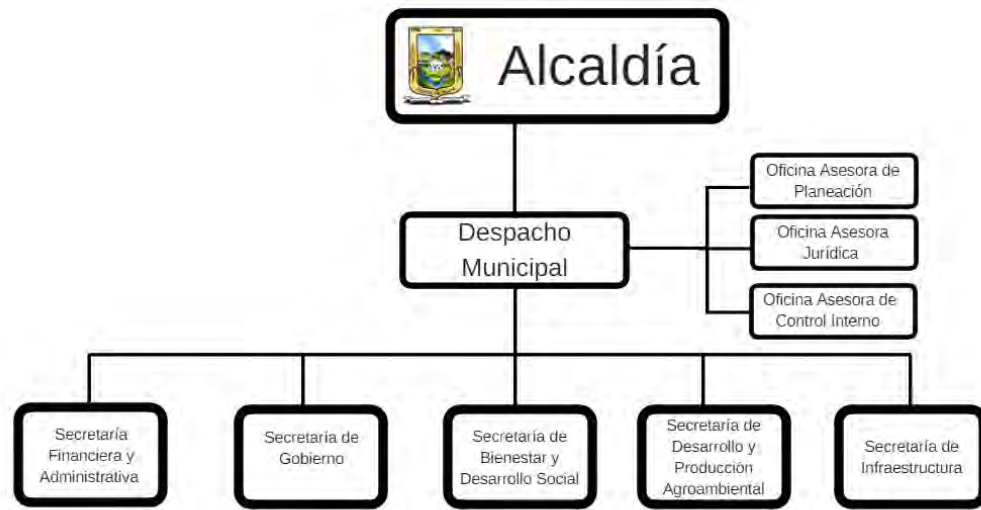 Alcaldía
Despacho
Municipal
Oficina Asesora de
Planeación
Oficina Asesora
Jurídica
Oficina Asesora de
Control Interno
Secretaría
Financiera y
Administrativa
Secretaría de
Gobierno
Secretaría de
Bienestar y
Desarrollo Social
Secretaría de
Desarrollo y
Producción
Agroambiental
Secretaría de
Infraestructura